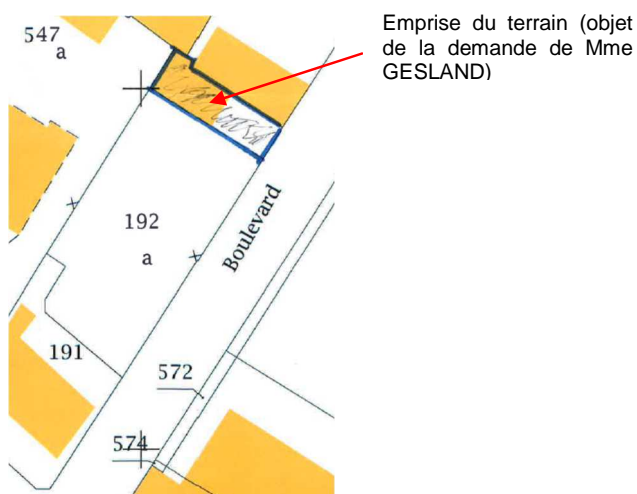 Emprise du terrain (objet
de la demande de Mme
GESLAND)
547
a
192
a
Boulevard
191
572
574